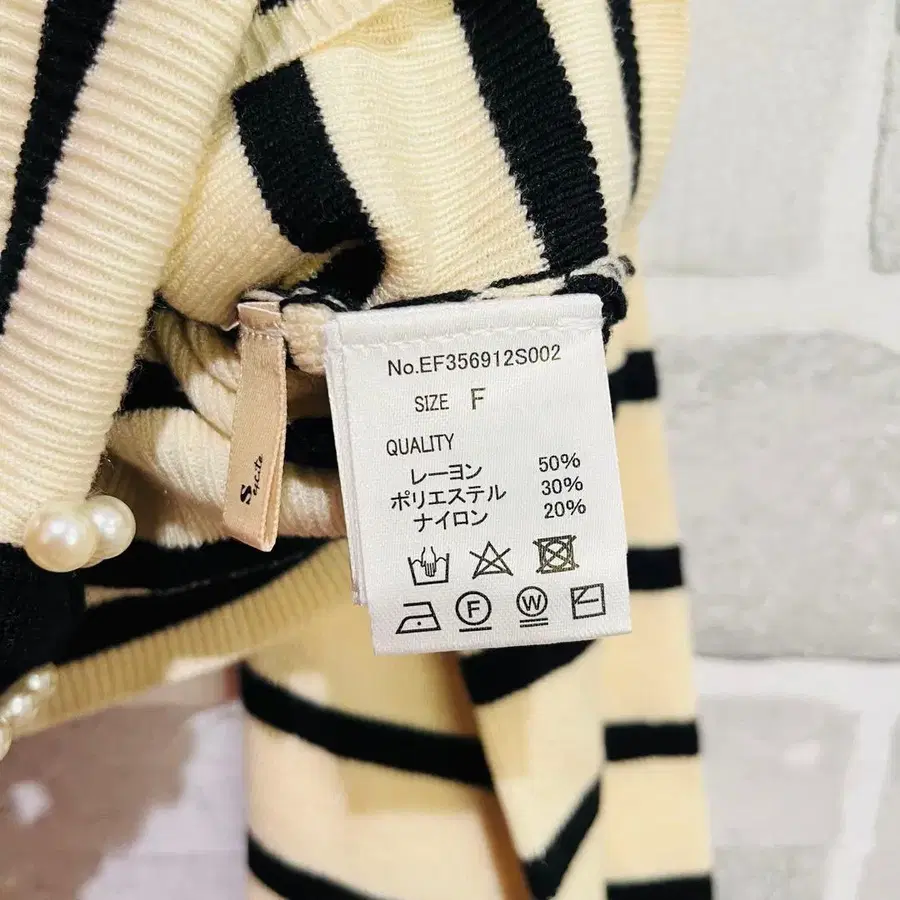 No.EF356912S002
SIZE F
QUALITY
レーヨン 50%
ポリエステル 30%
ナイロン 20%
F W